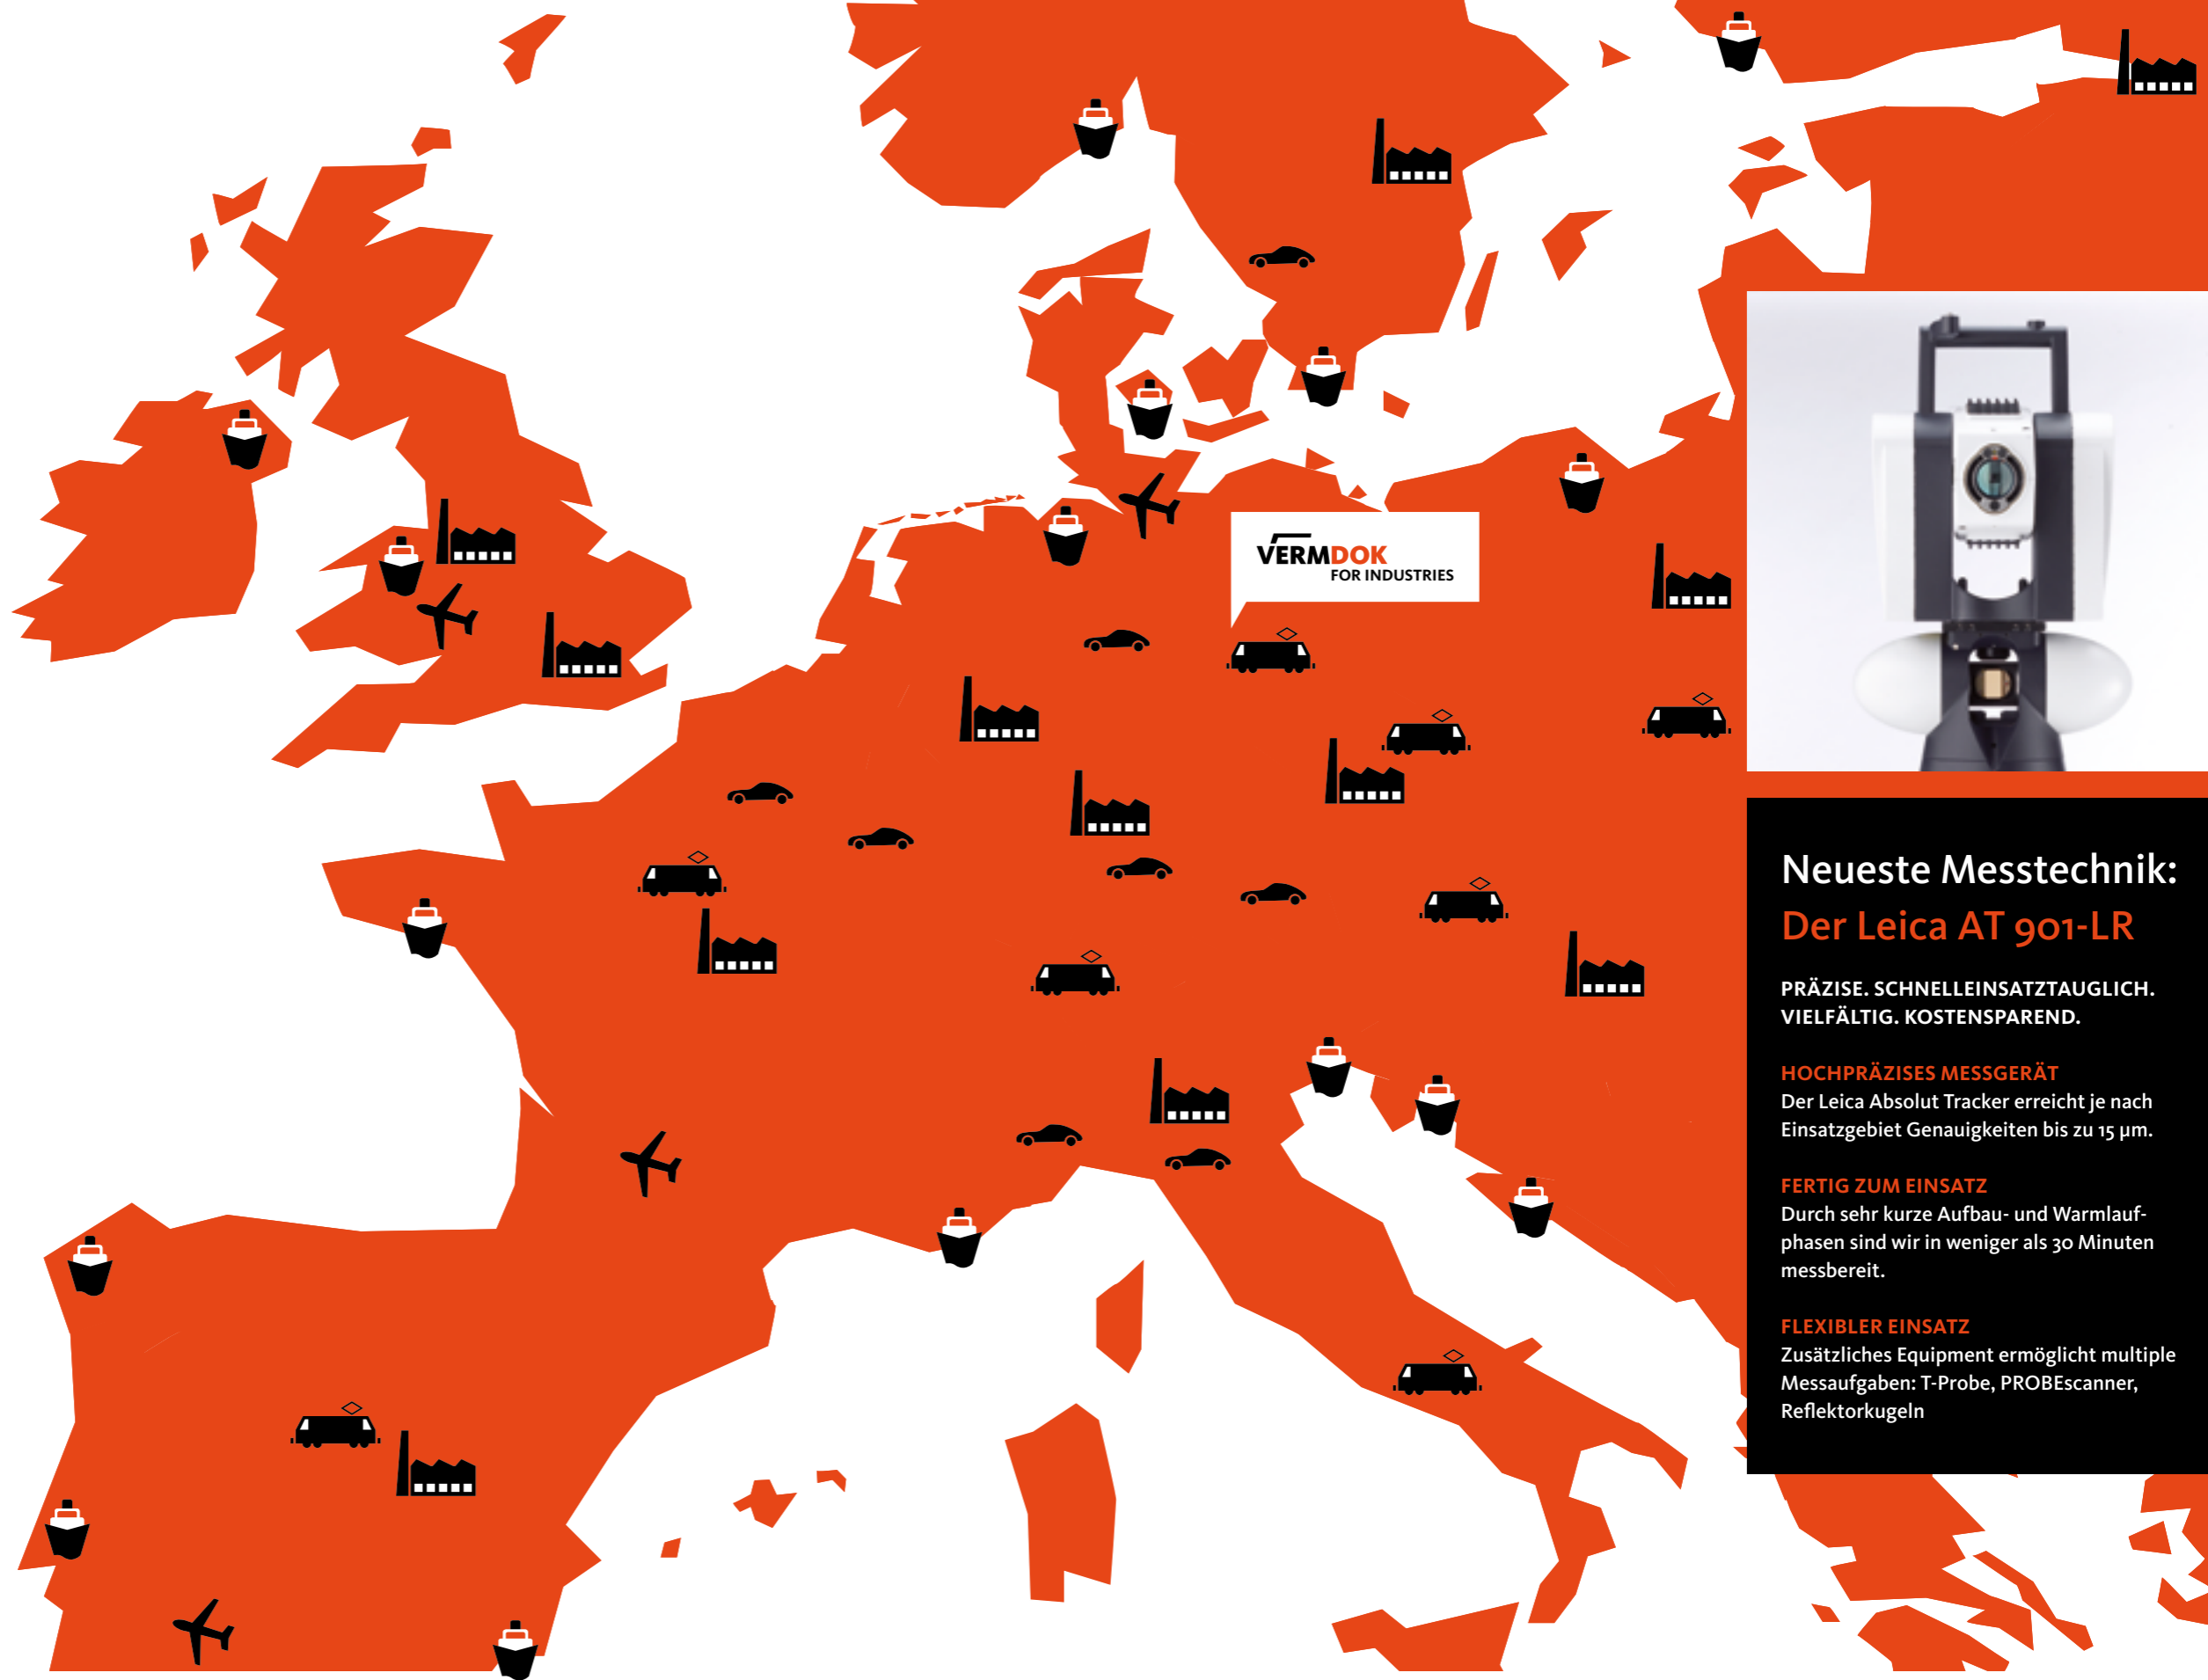 VERMDOK
FOR INDUSTRIES
Neueste Messtechnik:
Der Leica AT 901-LR
PRÄZISE. SCHNELLEINSATZTAUGLICH.
VIELFÄLTIG. KOSTENSPAREND.
HOCHPRÄZISES MESSGERÄT
Der Leica Absolut Tracker erreicht je nach
Einsatzgebiet Genauigkeiten bis zu 15 µm.
FERTIG ZUM EINSATZ
Durch sehr kurze Aufbau- und Warmlauf-
phasen sind wir in weniger als 30 Minuten
messbereit.
FLEXIBLER EINSATZ
Zusätzliches Equipment ermöglicht multiple
Messaufgaben: T-Probe, PROBEscanner,
Reflektorkugeln